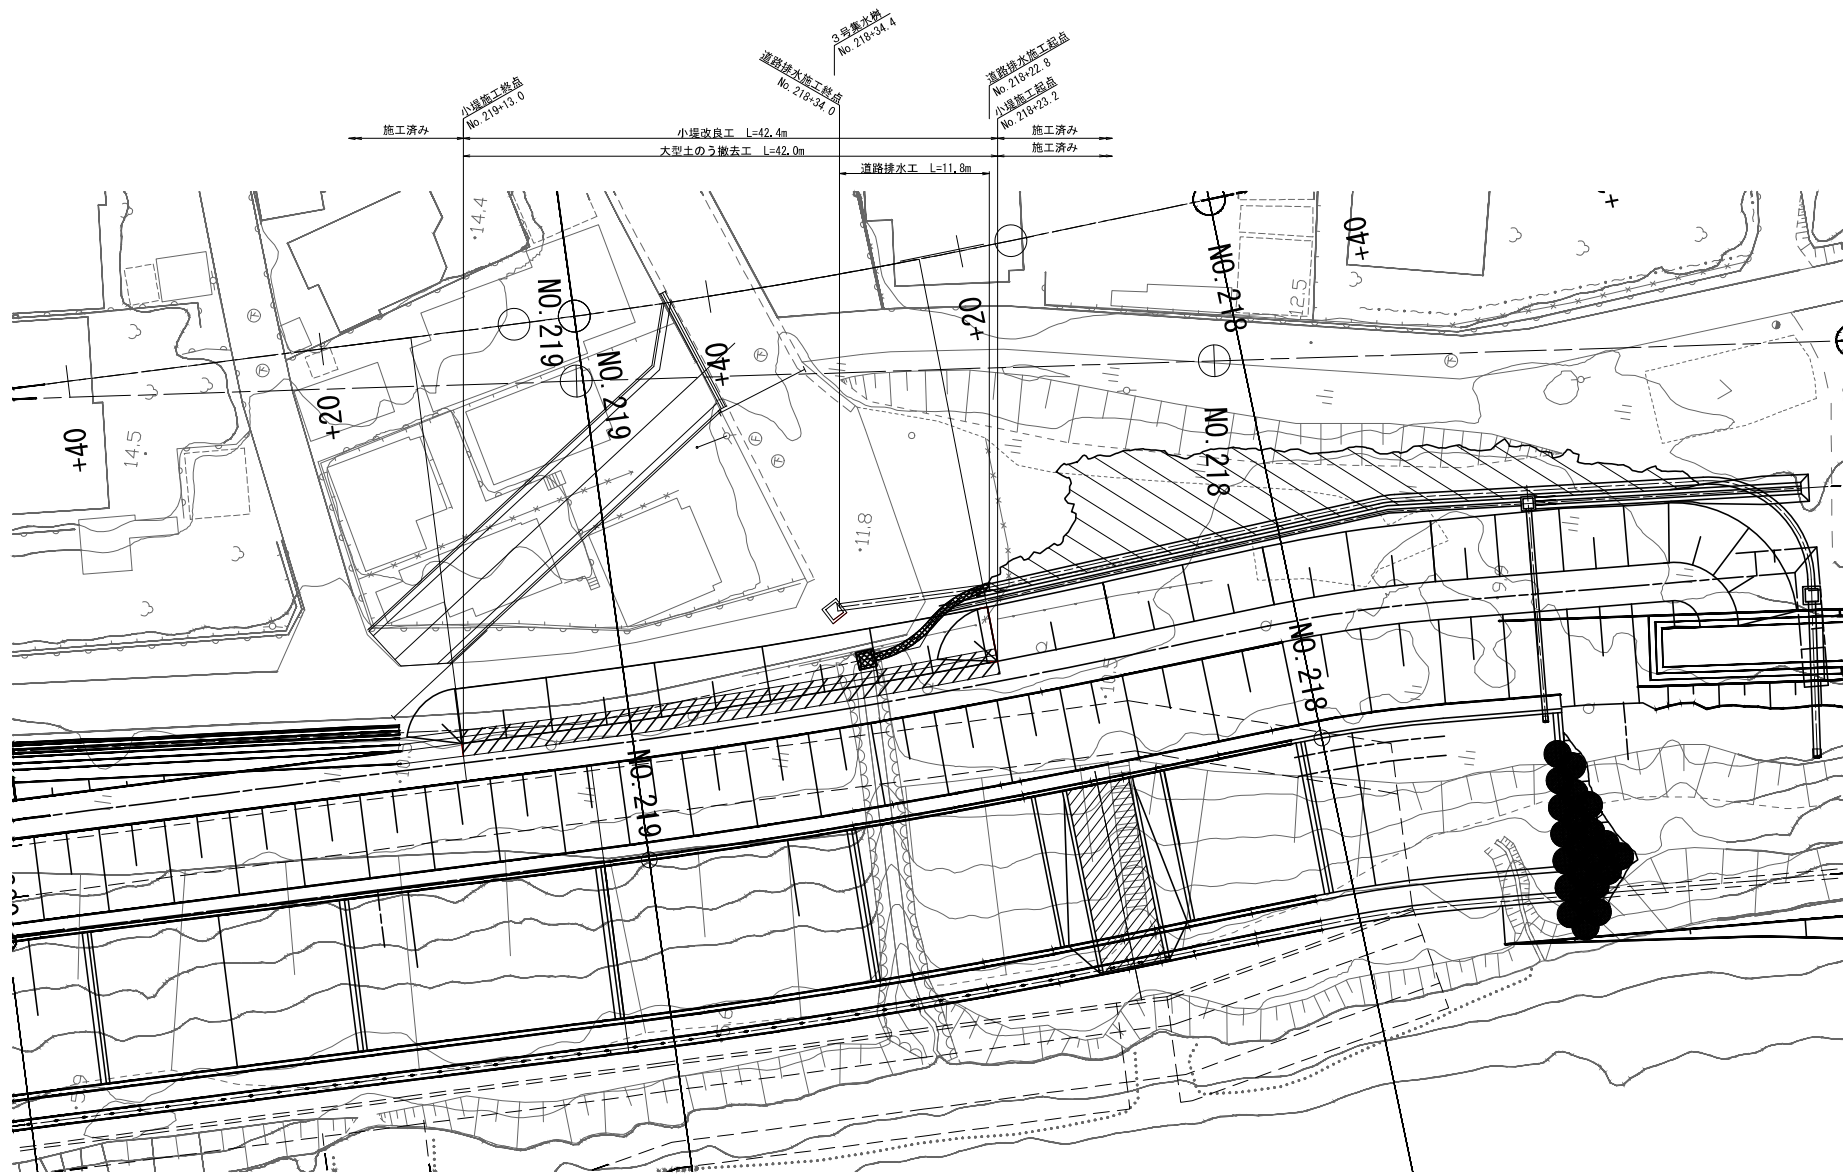 3号集水桝
No.218+34.4
道路排水施工終点
No.218+34.0
道路排水施工起点
No.218+22.8
小堤施工起点
No.218+23.2
小堤施工終点
No.219+13.0
施工済み
小堤改良工 L=42.4m
施工済み
大型土のう撤去工 L=42.0m
施工済み
道路排水工 L=11.8m
14.4
+40
NO.218
12.5
NO.219
+20
NO.219
+40
+20
+40
14.5
NO.218
11.8
NO.218
10.5
NO.219
10.3